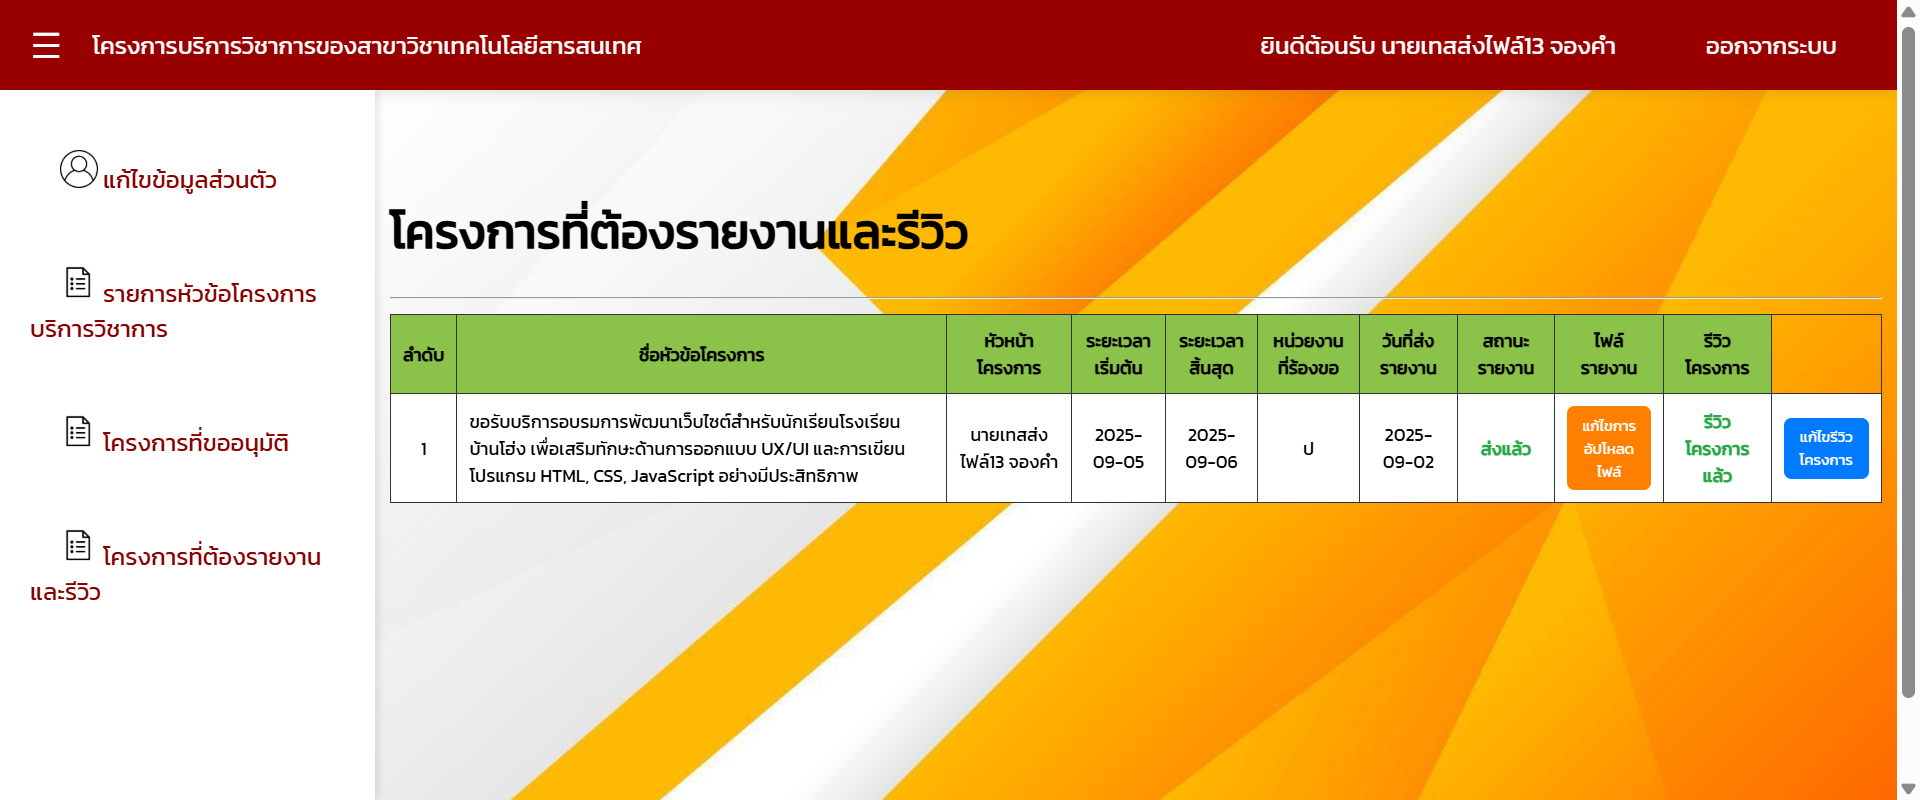 โครงการบริการวิชาการของสาขาวิชาเทคโนโลยีสารสนเทศ
ยินดีต้อนรับ นายเทสส่งไฟล์13 จองคำ
ออกจากระบบ
แก้ไขข้อมูลส่วนตัว
รายการหัวข้อโครงการ
บริการวิชาการ
โครงการที่ขออนุมัติ
โครงการที่ต้องรายงาน
และรีวิว
โครงการที่ต้องรายงานและรีวิว
ลำดับ
ชื่อหัวข้อโครงการ
หัวหน้า
โครงการ
ระยะเวลา
เริ่มต้น
ระยะเวลา
สิ้นสุด
หน่วยงาน
ที่ร้องขอ
วันที่ส่ง
รายงาน
สถานะ
รายงาน
ไฟล์
รายงาน
รีวิว
โครงการ
1
ขอรับบริการอบรมการพัฒนาเว็บไซต์สำหรับนักเรียนโรงเรียน
บ้านโฮ่ง เพื่อเสริมทักษะด้านการออกแบบ UX/UI และการเขียน
โปรแกรม HTML, CSS, JavaScript อย่างมีประสิทธิภาพ
นายเทสส่ง
ไฟล์13 จองคำ
2025-
09-05
2025-
09-06
ป
2025-
09-02
ส่งแล้ว
แก้ไขการ
อัปโหลด
ไฟล์
รีวิว
โครงการ
แล้ว
แก้ไขรีวิว
โครงการ